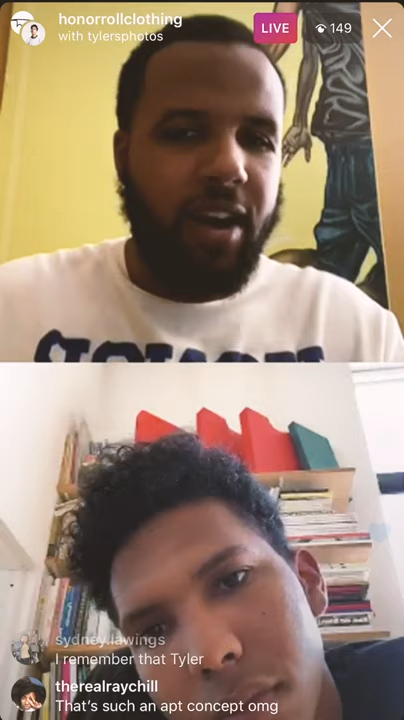 honorrollclothing
LIVE
149
with tylersphotos
sydney.lawings
I remember that Tyler
therealraychill
That's such an apt concept omg